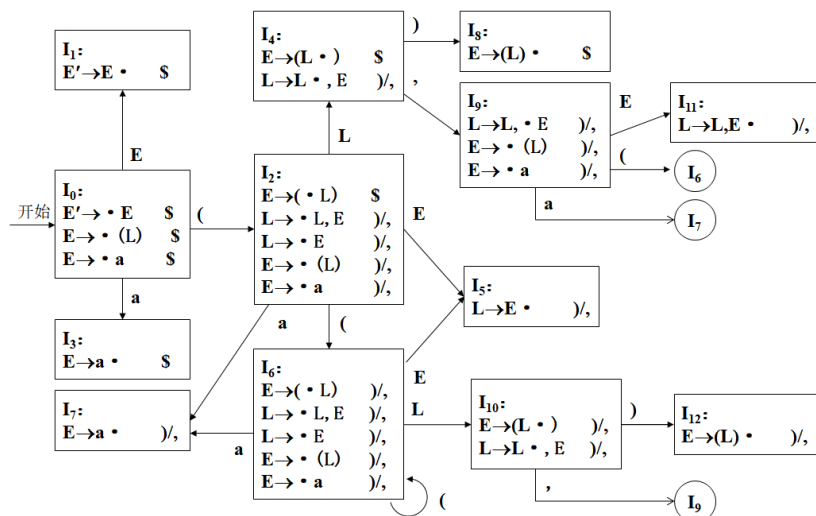 I₁:
E′→E・ $
E
I₀:
E′→・E $
E→・(L) $
E→・a $
开始
(
a
I₃:
E→a・ $
I₇:
E→a・ )/,
I₄:
E→(L・) $
L→L・,E )/,
)
,
L
I₂:
E→(・L) $
L→・L,E )/,
L→・E )/,
E→・(L) )/,
E→・a )/,
E
a
(
I₆:
E→(・L) )/,
L→・L,E )/,
L→・E )/,
E→・(L) )/,
E→・a )/,
a
E
L
(
I₈:
E→(L)・ $
I₉:
L→L,・E )/,
E→・(L) )/,
E→・a )/,
E
(
a
I₁₁:
L→L,E・ )/,
I₆
I₇
I₅:
L→E・ )/,
I₁₀:
E→(L・) )/,
L→L・,E )/,
)
,
I₁₂:
E→(L)・ )/,
I₉